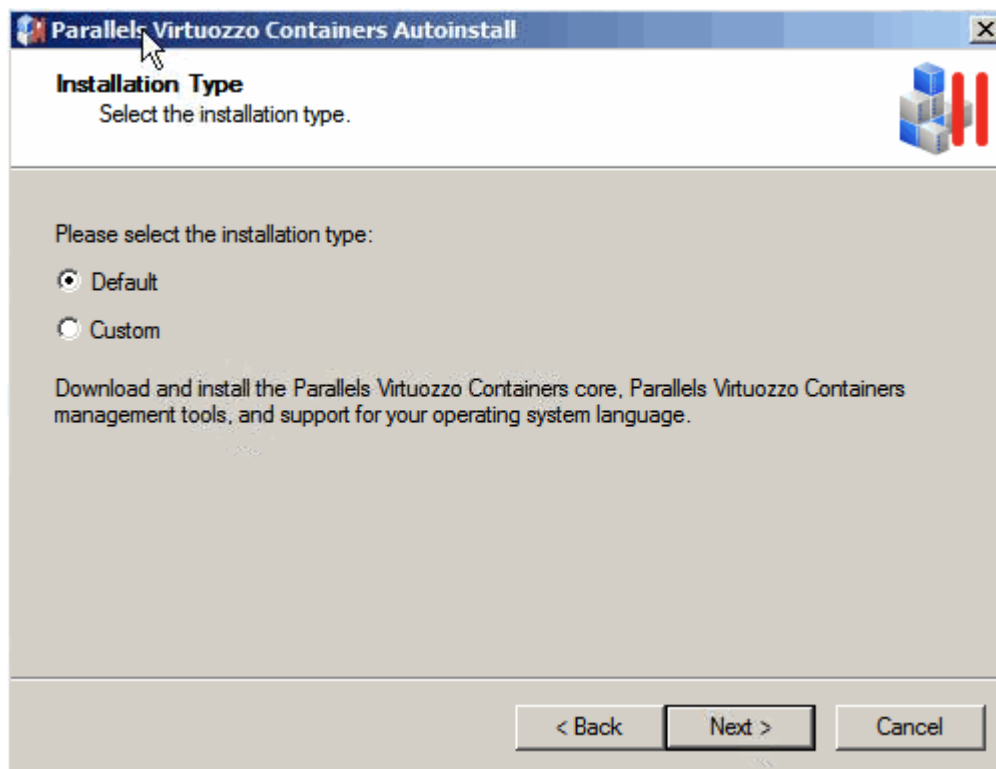 Parallels Virtuozzo Containers Autoinstall
Installation Type
Select the installation type.
Please select the installation type:
Default
Custom
Download and install the Parallels Virtuozzo Containers core, Parallels Virtuozzo Containers
management tools, and support for your operating system language.
< Back Next > Cancel